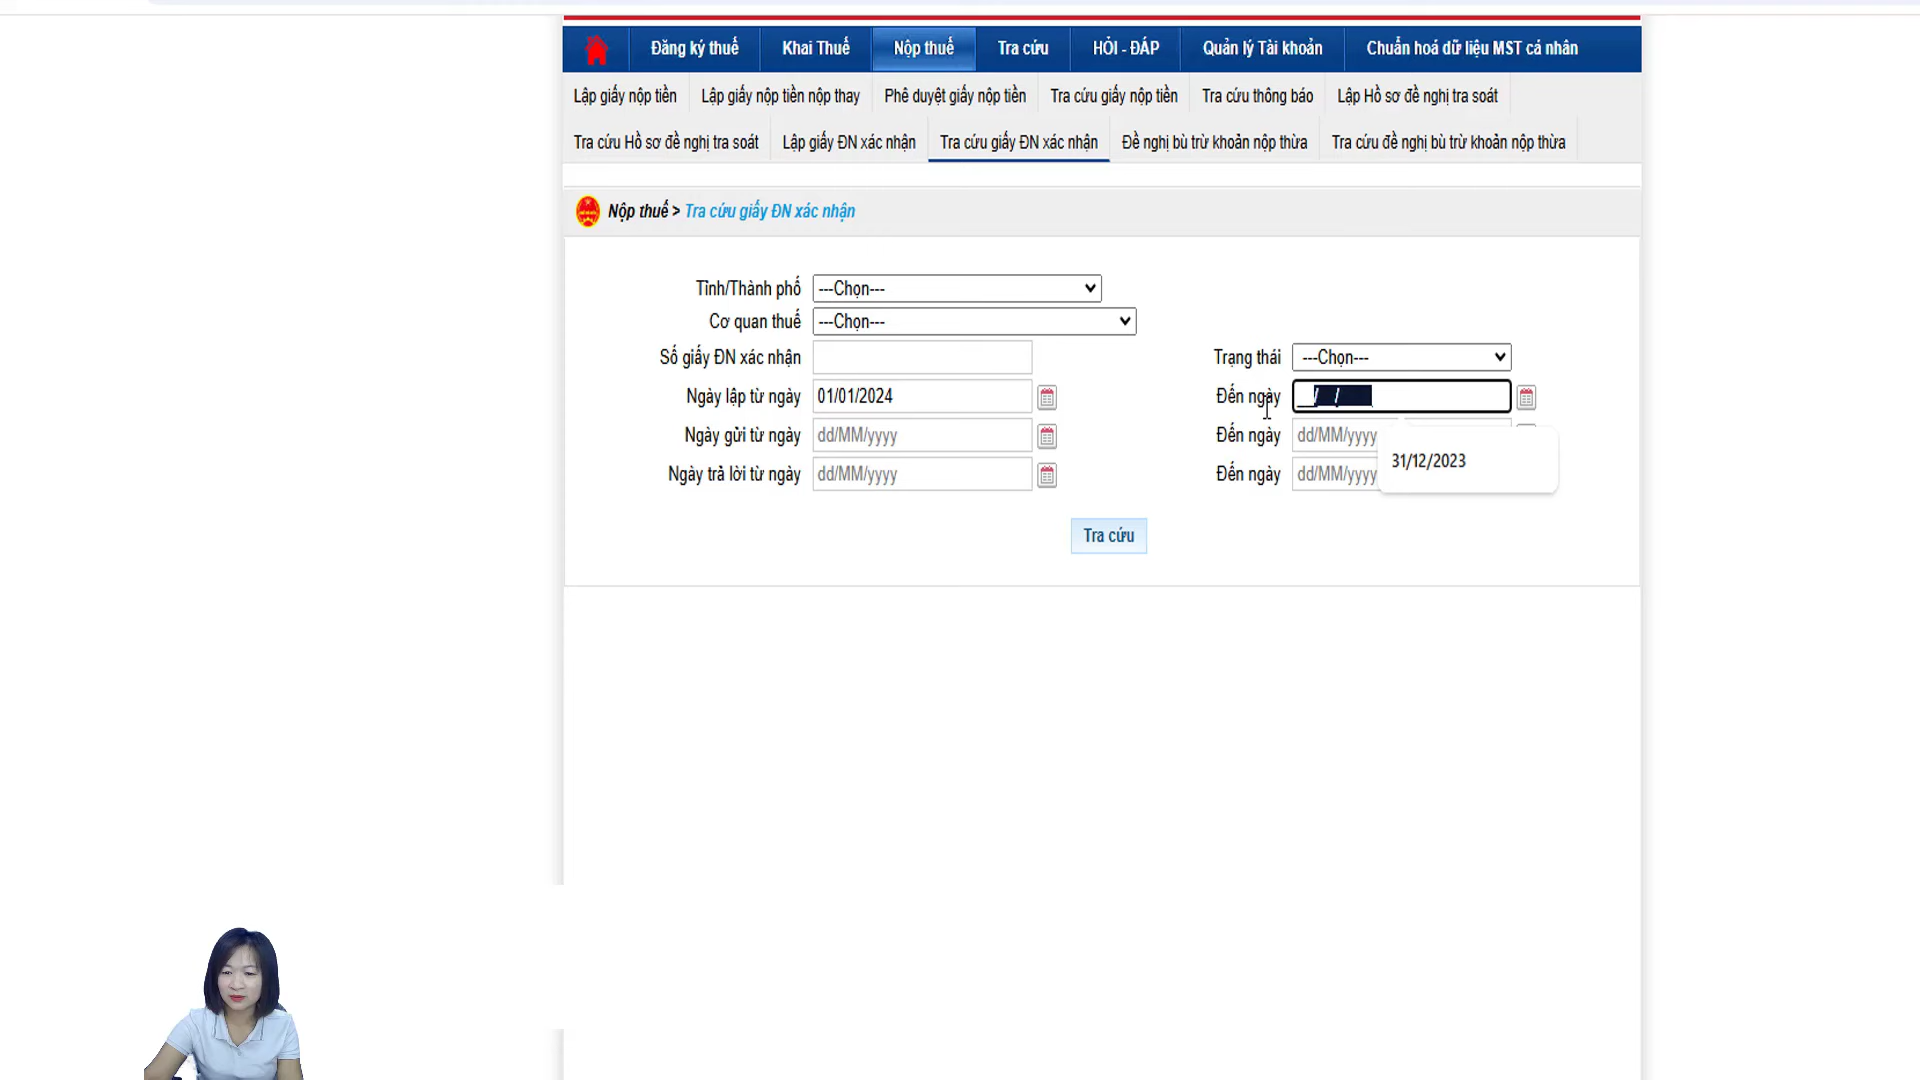 Đăng ký thuế Khai Thuế Nộp thuế Tra cứu HỎI - ĐÁP Quản lý Tài khoản Chuẩn hoá dữ liệu MST cá nhân
Lập giấy nộp tiền Lập giấy nộp tiền nộp thay Phê duyệt giấy nộp tiền Tra cứu giấy nộp tiền Tra cứu thông báo Lập Hồ sơ đề nghị tra soát
Tra cứu Hồ sơ đề nghị tra soát Lập giấy ĐN xác nhận Tra cứu giấy ĐN xác nhận Đề nghị bù trừ khoản nộp thừa Tra cứu đề nghị bù trừ khoản nộp thừa
Nộp thuế > Tra cứu giấy ĐN xác nhận
Tỉnh/Thành phố ---Chọn---
Cơ quan thuế ---Chọn---
Số giấy ĐN xác nhận Trạng thái ---Chọn---
Ngày lập từ ngày 01/01/2024 Đến ngày __/__/____
Ngày gửi từ ngày dd/MM/yyyy Đến ngày dd/MM/yyyy
31/12/2023
Ngày trả lời từ ngày dd/MM/yyyy Đến ngày dd/MM/yyyy
Tra cứu